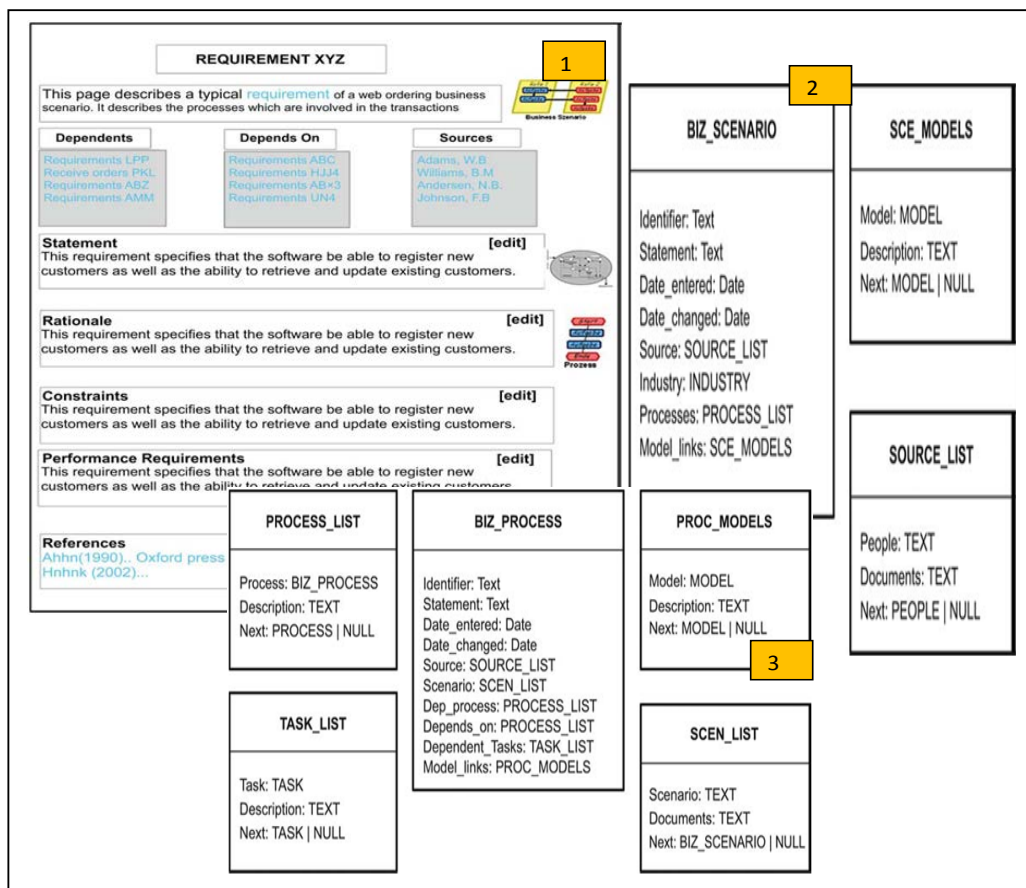 1
REQUIREMENT XYZ
This page describes a typical requirement of a web ordering business
scenario. It describes the processes which are involved in the transactions
Business Szenario
Dependents
Requirements LPP
Receive orders PKL
Requirements ABZ
Requirements AMM
Depends On
Requirements ABC
Requirements HJJ4
Requirements AB×3
Requirements UN4
Sources
Adams, W.B
Williams, B.M
Andersen, N.B.
Johnson, F.B
Statement [edit]
This requirement specifies that the software be able to register new
customers as well as the ability to retrieve and update existing customers.
Rationale [edit]
This requirement specifies that the software be able to register new
customers as well as the ability to retrieve and update existing customers.
Prozess
Constraints [edit]
This requirement specifies that the software be able to register new
customers as well as the ability to retrieve and update existing customers.
Performance Requirements [edit]
This requirement specifies that the software be able to register new
customers as well as the ability to retrieve and update existing customers.
References
Ahhn(1990).. Oxford press
Hnhnk (2002)...
2
BIZ_SCENARIO
Identifier: Text
Statement: Text
Date_entered: Date
Date_changed: Date
Source: SOURCE_LIST
Industry: INDUSTRY
Processes: PROCESS_LIST
Model_links: SCE_MODELS
SCE_MODELS
Model: MODEL
Description: TEXT
Next: MODEL | NULL
SOURCE_LIST
People: TEXT
Documents: TEXT
Next: PEOPLE | NULL
PROCESS_LIST
Process: BIZ_PROCESS
Description: TEXT
Next: PROCESS | NULL
BIZ_PROCESS
Identifier: Text
Statement: Text
Date_entered: Date
Date_changed: Date
Source: SOURCE_LIST
Scenario: SCEN_LIST
Dep_process: PROCESS_LIST
Depends_on: PROCESS_LIST
Dependent_Tasks: TASK_LIST
Model_links: PROC_MODELS
PROC_MODELS
Model: MODEL
Description: TEXT
Next: MODEL | NULL
3
TASK_LIST
Task: TASK
Description: TEXT
Next: TASK | NULL
SCEN_LIST
Scenario: TEXT
Documents: TEXT
Next: BIZ_SCENARIO | NULL